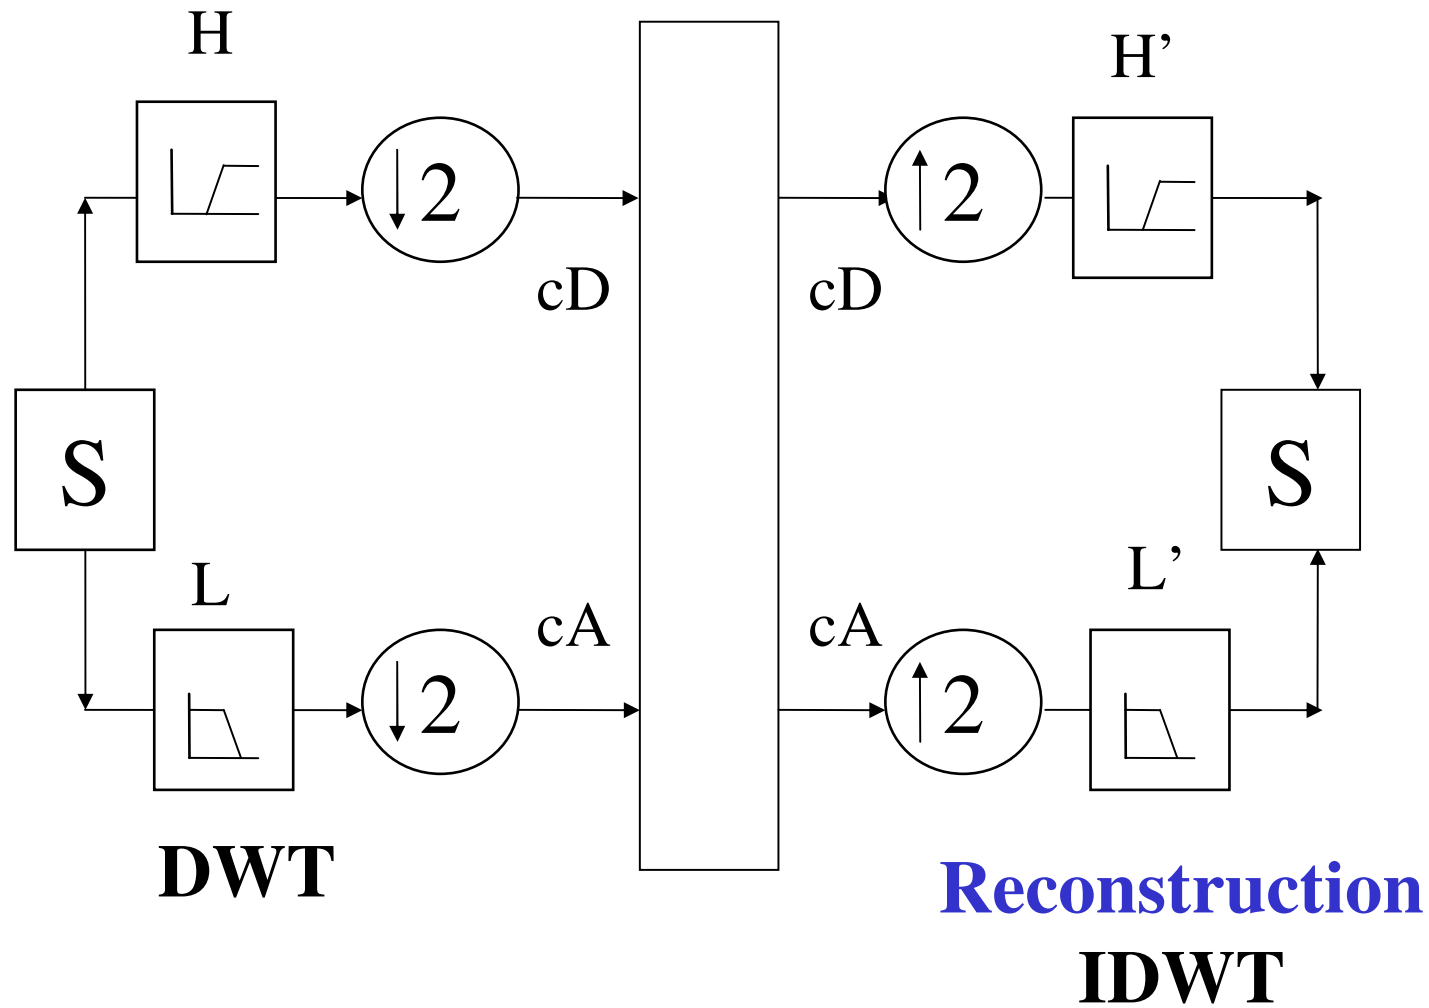 H
H’
↓2
↑2
cD
cD
S
S
L
L’
cA
cA
↓2
↑2
DWT
Reconstruction
IDWT